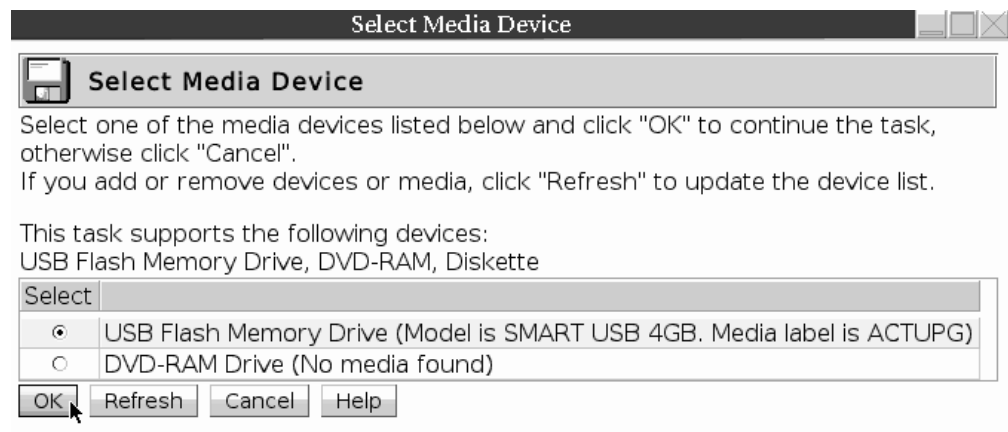 Select Media Device
Select Media Device
Select one of the media devices listed below and click "OK" to continue the task,
otherwise click "Cancel".
If you add or remove devices or media, click "Refresh" to update the device list.
This task supports the following devices:
USB Flash Memory Drive, DVD-RAM, Diskette
Select
USB Flash Memory Drive (Model is SMART USB 4GB. Media label is ACTUPG)
DVD-RAM Drive (No media found)
OK Refresh Cancel Help